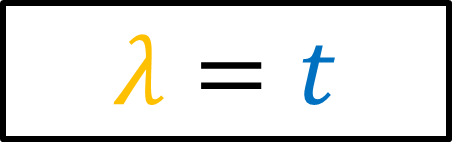 λ = t